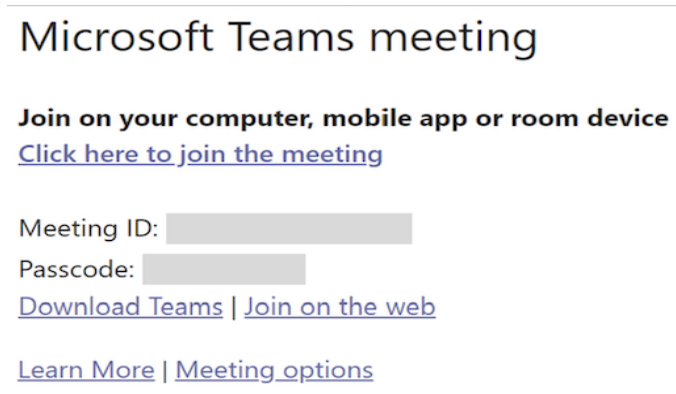 Microsoft Teams meeting
Join on your computer, mobile app or room device
Click here to join the meeting
Meeting ID:
Passcode:
Download Teams | Join on the web
Learn More | Meeting options